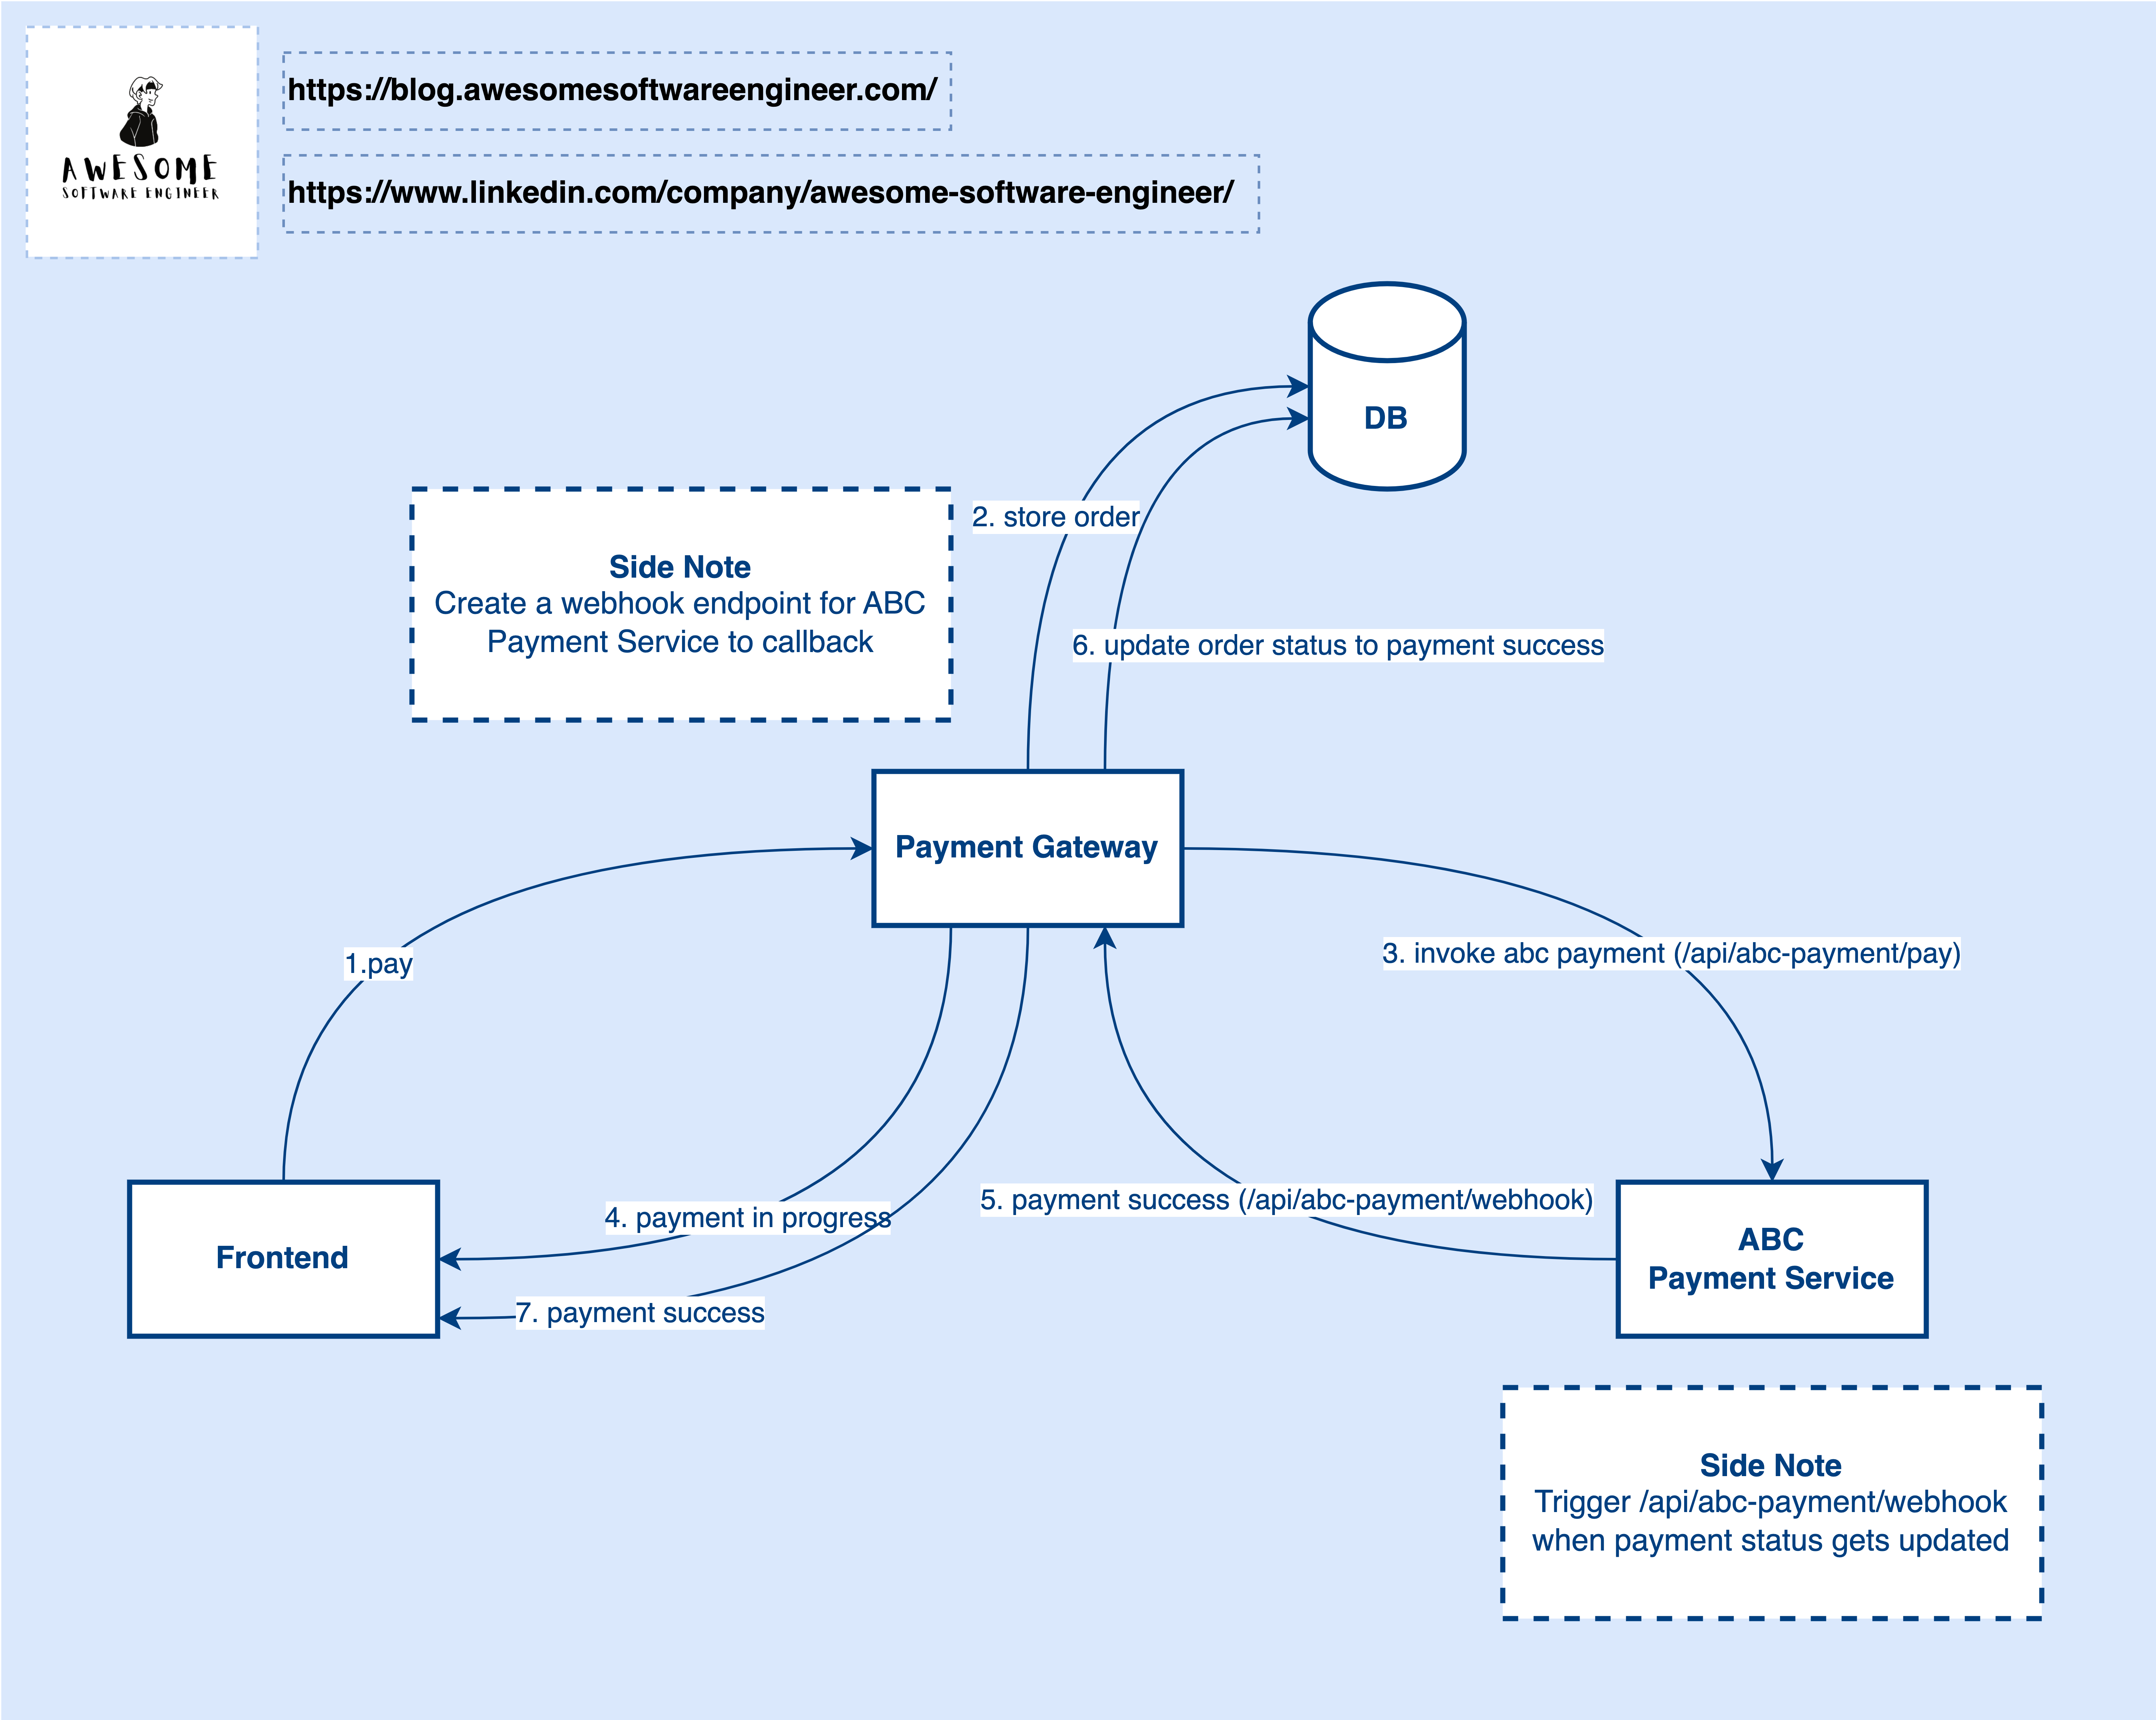 AWESOME
SOFTWARE ENGINEER
https://blog.awesomesoftwareengineer.com/
https://www.linkedin.com/company/awesome-software-engineer/
DB
2. store order
Side Note
Create a webhook endpoint for ABC
Payment Service to callback
6. update order status to payment success
Payment Gateway
1.pay
3. invoke abc payment (/api/abc-payment/pay)
4. payment in progress
5. payment success (/api/abc-payment/webhook)
Frontend
7. payment success
ABC
Payment Service
Side Note
Trigger /api/abc-payment/webhook
when payment status gets updated